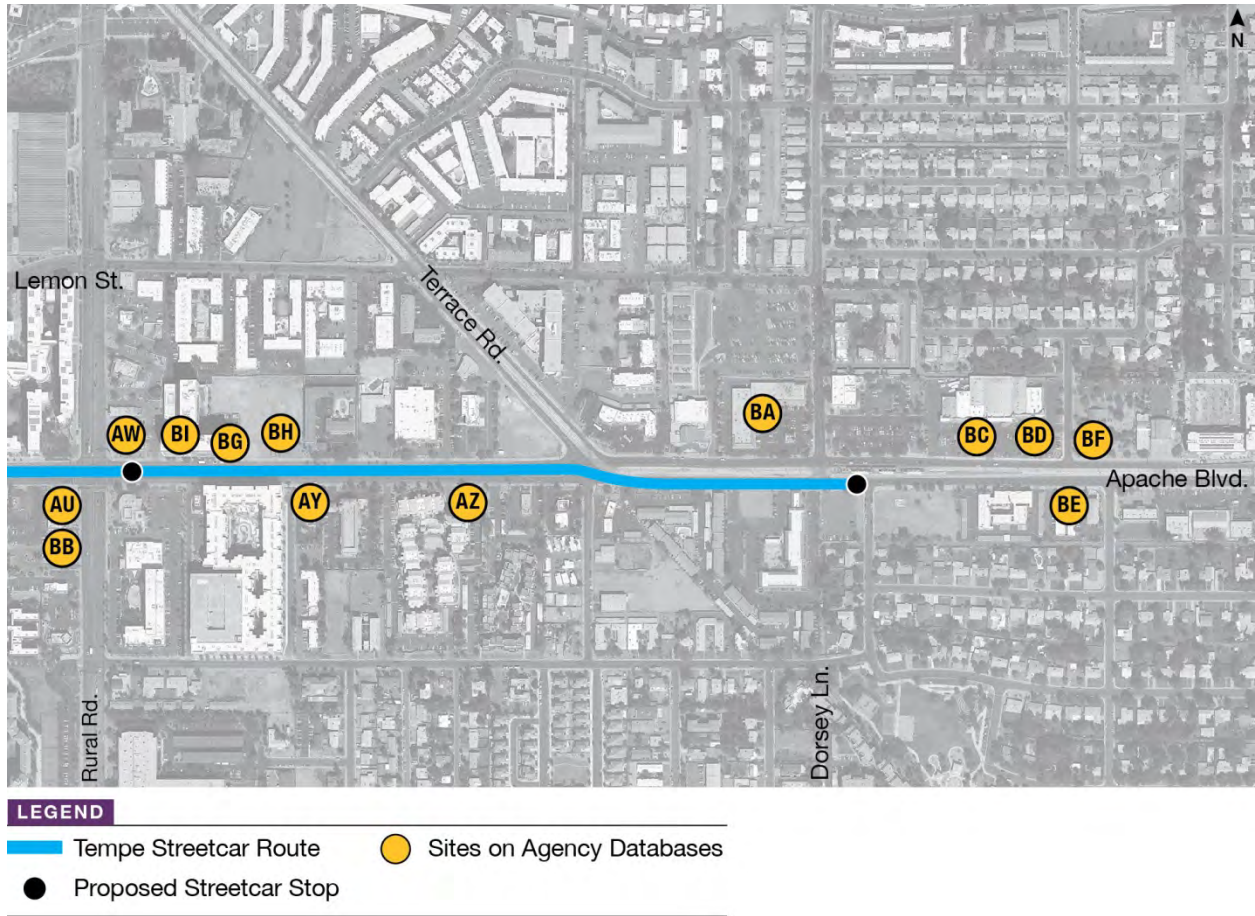 N
Lemon St.
Terrace Rd.
AW
BI
BG
BH
BA
BC
BD
BF
Apache Blvd.
AU
BB
AY
AZ
BE
Rural Rd.
Dorsey Ln.
LEGEND
Tempe Streetcar Route
Sites on Agency Databases
Proposed Streetcar Stop